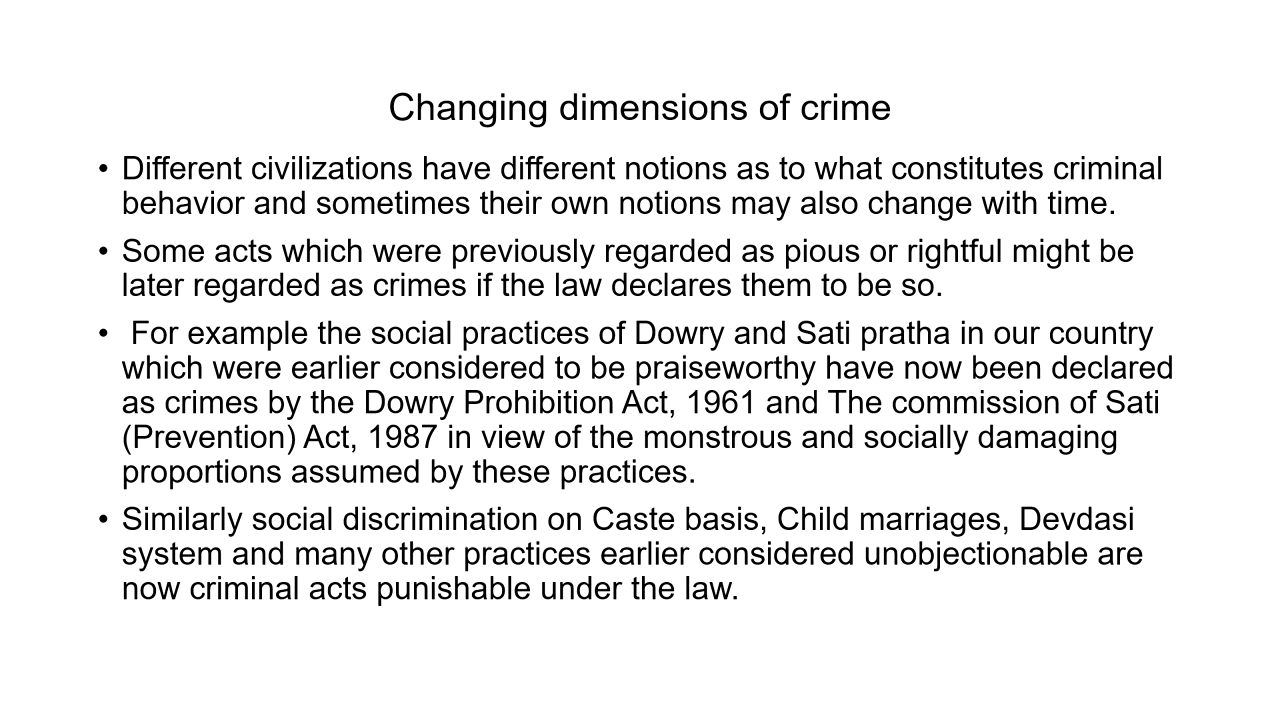 Changing dimensions of crime
• Different civilizations have different notions as to what constitutes criminal
behavior and sometimes their own notions may also change with time.
• Some acts which were previously regarded as pious or rightful might be
later regarded as crimes if the law declares them to be so.
• For example the social practices of Dowry and Sati pratha in our country
which were earlier considered to be praiseworthy have now been declared
as crimes by the Dowry Prohibition Act, 1961 and The commission of Sati
(Prevention) Act, 1987 in view of the monstrous and socially damaging
proportions assumed by these practices.
• Similarly social discrimination on Caste basis, Child marriages, Devdasi
system and many other practices earlier considered unobjectionable are
now criminal acts punishable under the law.